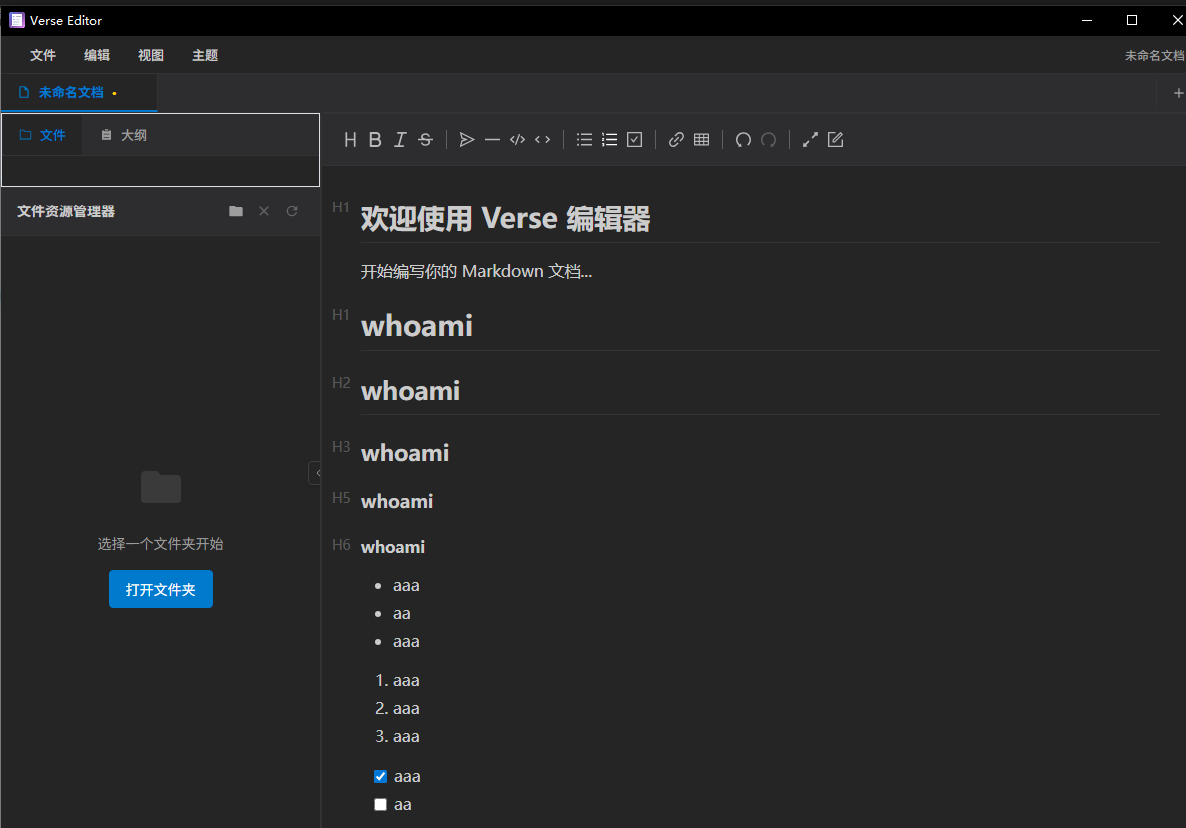 Verse Editor
文件 编辑 视图 主题 未命名文档
未命名文档
文件 大纲
H B I S
文件资源管理器
选择一个文件夹开始
打开文件夹
H1 欢迎使用 Verse 编辑器
开始编写你的 Markdown 文档...
H1 whoami
H2 whoami
H3 whoami
H5 whoami
H6 whoami
• aaa
• aa
• aaa
1. aaa
2. aaa
3. aaa
aaa
aa